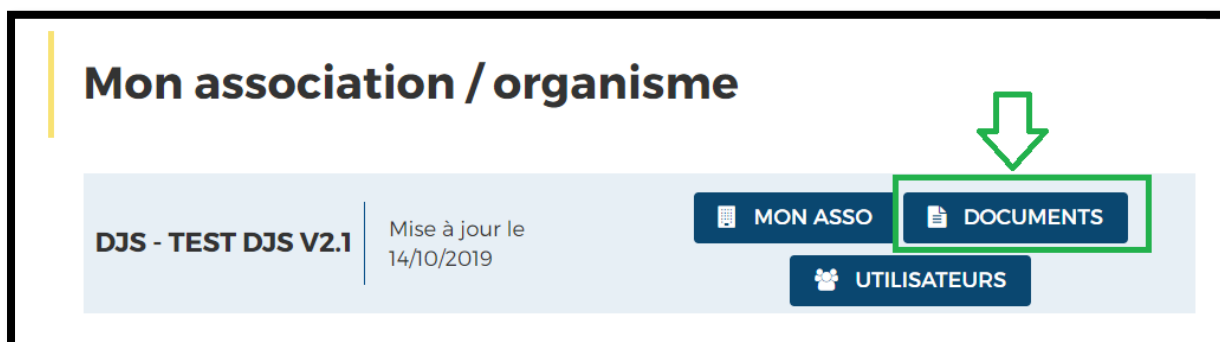 Mon association / organisme
DJS - TEST DJS V2.1
Mise à jour le
14/10/2019
MON ASSO
DOCUMENTS
UTILISATEURS